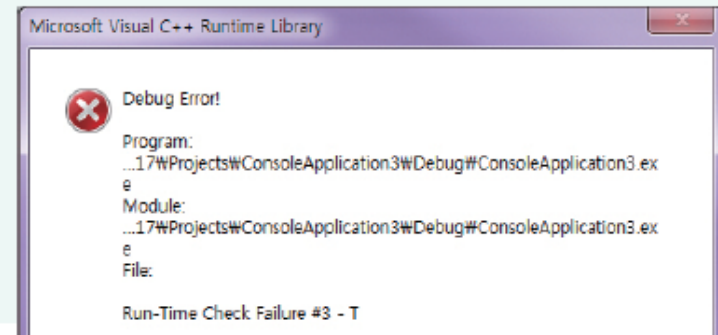 Microsoft Visual C++ Runtime Library
Debug Error!
Program:
...17₩Projects₩ConsoleApplication3₩Debug₩ConsoleApplication3.ex
e
Module:
...17₩Projects₩ConsoleApplication3₩Debug₩ConsoleApplication3.ex
e
File:
Run-Time Check Failure #3 - T